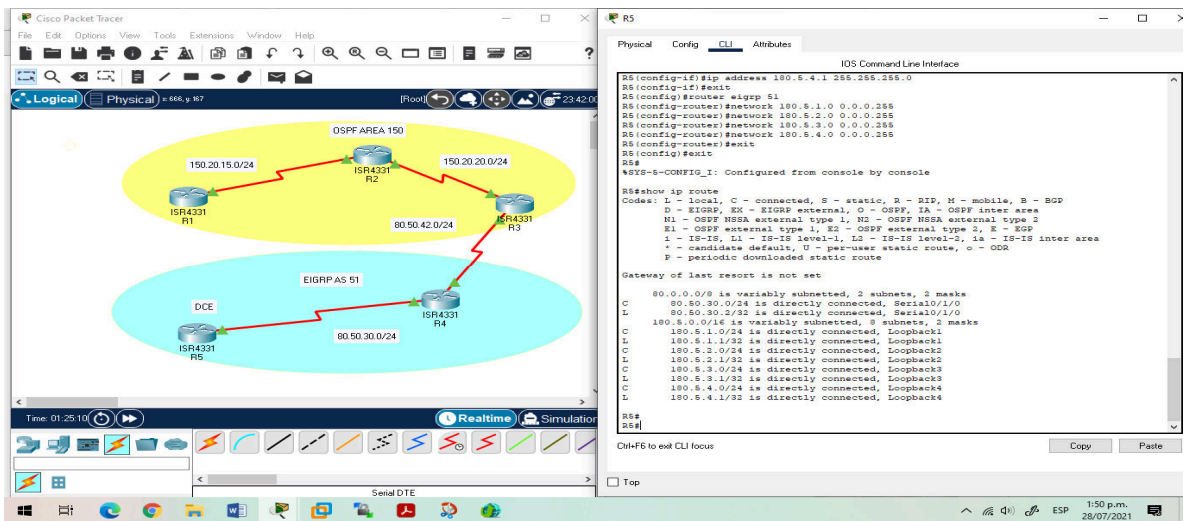 Cisco Packet Tracer
File Edit Options View Tools Extensions Window Help
?
Logical Physical x: 666, y: 167 [Root] 23:42:00
OSPF AREA 150
150.20.15.0/24
150.20.20.0/24
ISR4331
R2
ISR4331
R1
ISR4331
R3
80.50.42.0/24
EIGRP AS 51
DCE
ISR4331
R4
80.50.30.0/24
ISR4331
R5
Time: 01:25:10
Realtime Simulation
Serial DTE
R5
Physical Config CLI Attributes
IOS Command Line Interface
R5(config-if)#ip address 180.5.4.1 255.255.255.0
R5(config-if)#exit
R5(config)#router eigrp 51
R5(config-router)#network 180.5.1.0 0.0.0.255
R5(config-router)#network 180.5.2.0 0.0.0.255
R5(config-router)#network 180.5.3.0 0.0.0.255
R5(config-router)#network 180.5.4.0 0.0.0.255
R5(config-router)#exit
R5(config)#exit
R5#
%SYS-5-CONFIG_I: Configured from console by console
R5#show ip route
Codes: L - local, C - connected, S - static, R - RIP, M - mobile, B - BGP
D - EIGRP, EX - EIGRP external, O - OSPF, IA - OSPF inter area
N1 - OSPF NSSA external type 1, N2 - OSPF NSSA external type 2
E1 - OSPF external type 1, E2 - OSPF external type 2, E - EGP
i - IS-IS, L1 - IS-IS level-1, L2 - IS-IS level-2, ia - IS-IS inter area
* - candidate default, U - per-user static route, o - ODR
P - periodic downloaded static route
Gateway of last resort is not set
80.0.0.0/8 is variably subnetted, 2 subnets, 2 masks
C 80.50.30.0/24 is directly connected, Serial0/1/0
L 80.50.30.2/32 is directly connected, Serial0/1/0
180.5.0.0/16 is variably subnetted, 8 subnets, 2 masks
C 180.5.1.0/24 is directly connected, Loopback1
L 180.5.1.1/32 is directly connected, Loopback1
C 180.5.2.0/24 is directly connected, Loopback2
L 180.5.2.1/32 is directly connected, Loopback2
C 180.5.3.0/24 is directly connected, Loopback3
L 180.5.3.1/32 is directly connected, Loopback3
C 180.5.4.0/24 is directly connected, Loopback4
L 180.5.4.1/32 is directly connected, Loopback4
R5#
R5#
Ctrl+F6 to exit CLI focus
Copy Paste
Top
ESP 1:50 p.m.
28/07/2021